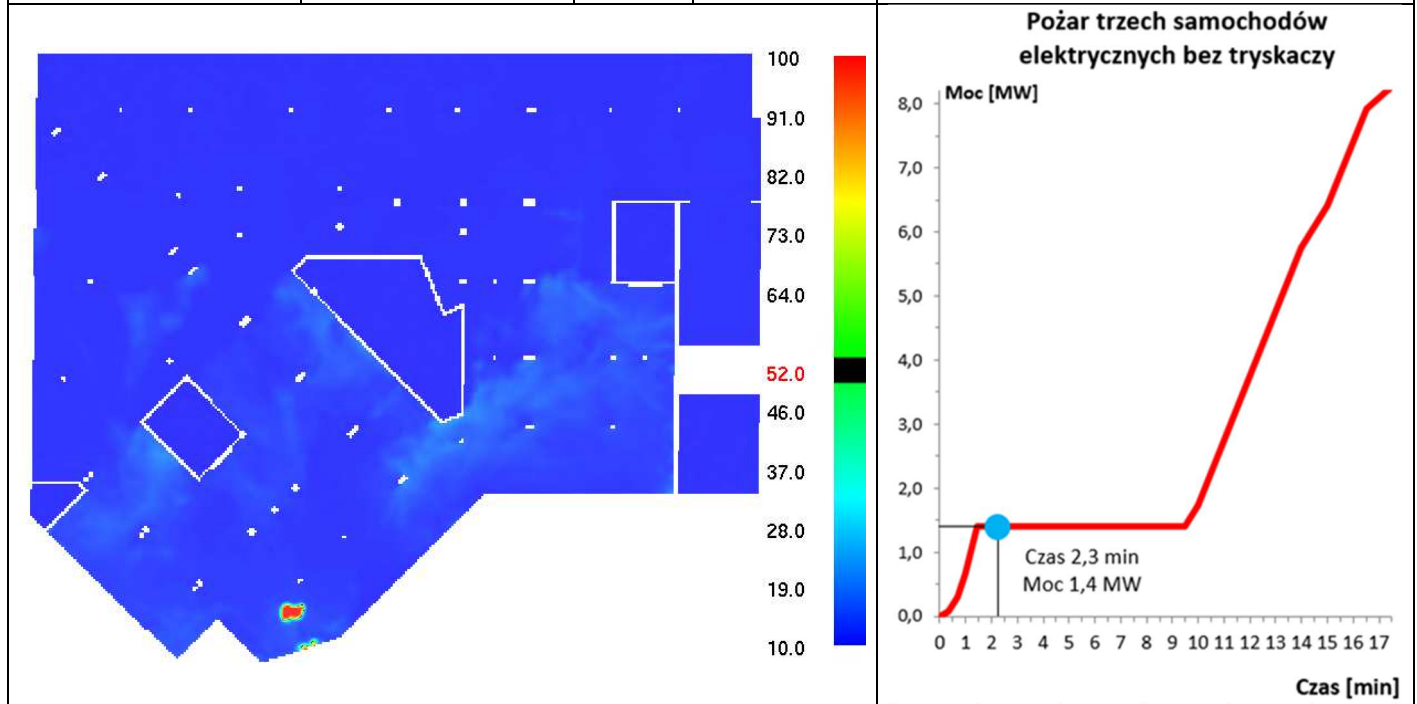 100
91.0
82.0
73.0
64.0
52.0
46.0
37.0
28.0
19.0
10.0
Pożar trzech samochodów
elektrycznych bez tryskaczy
Moc [MW]
8,0
7,0
6,0
5,0
4,0
3,0
2,0
1,0
0,0
Czas 2,3 min
Moc 1,4 MW
0 1 2 3 4 5 6 7 8 9 10 11 12 13 14 15 16 17
Czas [min]